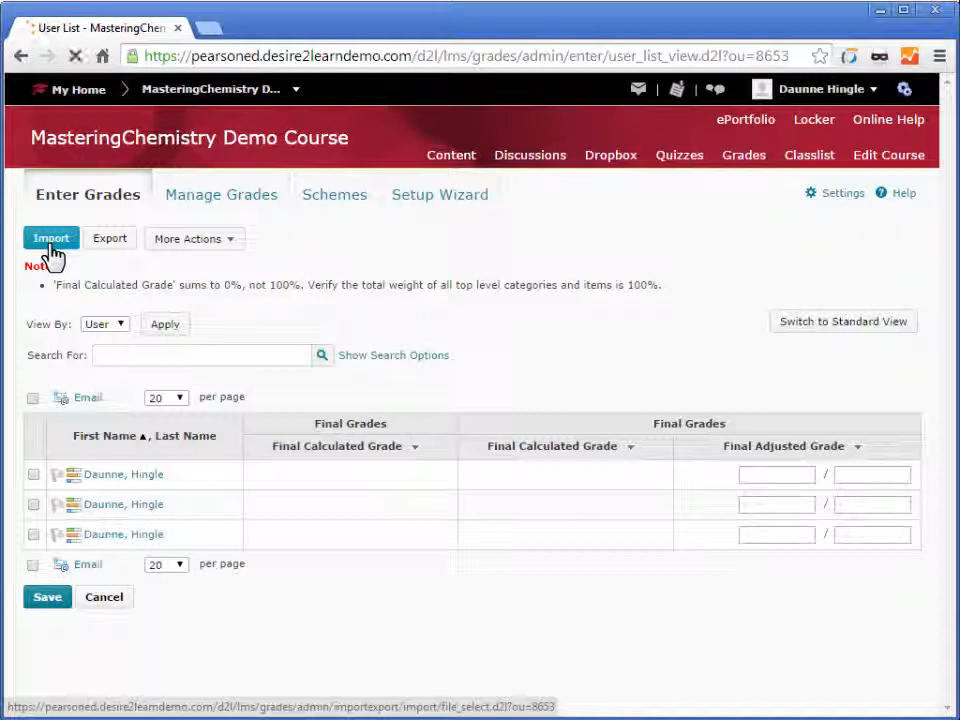 User List - MasteringChem
https://pearsoned.desire2learndemo.com/d2l/lms/grades/admin/enter/user_list_view.d2l?ou=8653
My Home
MasteringChemistry D...
Daunne Hingle
ePortfolio Locker Online Help
MasteringChemistry Demo Course
Content Discussions Dropbox Quizzes Grades Classlist Edit Course
Enter Grades Manage Grades Schemes Setup Wizard
Settings Help
Import Export More Actions
Not
'Final Calculated Grade' sums to 0%, not 100%. Verify the total weight of all top level categories and items is 100%.
View By: User Apply
Switch to Standard View
Search For: Show Search Options
Email 20 per page
Final Grades Final Grades
First Name , Last Name
Final Calculated Grade Final Calculated Grade Final Adjusted Grade
Daunne, Hingle /
Daunne, Hingle /
Daunne, Hingle /
Email 20 per page
Save Cancel
https://pearsoned.desire2learndemo.com/d2l/lms/grades/admin/importexport/import/file_select.d2l?ou=8653